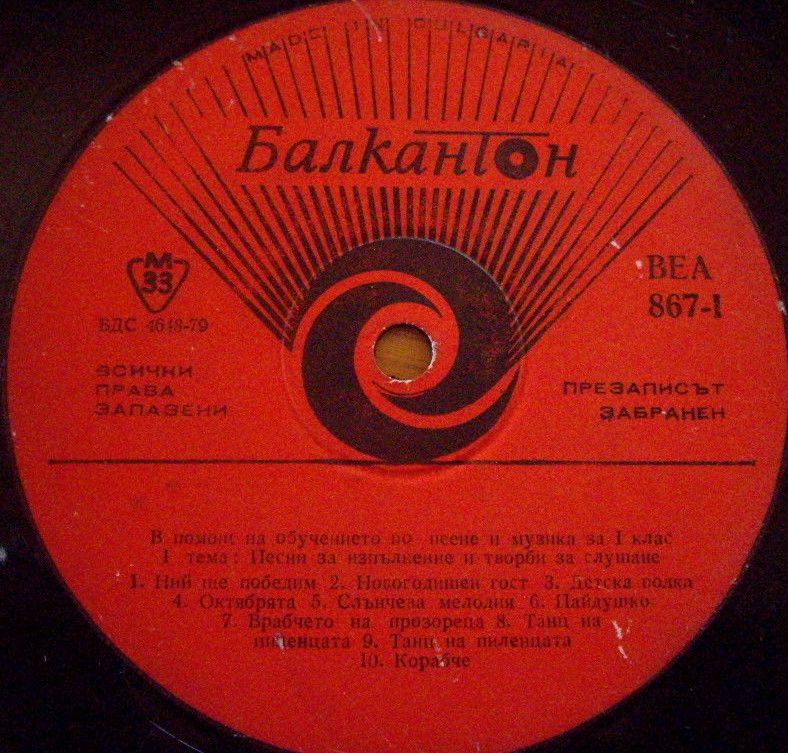 MADE IN BULGARIA
Балкантон
М
33
БДС 4648-79
ВЕА
867-I
ВСИЧКИ
ПРАВА
ЗАПАЗЕНИ
ПРЕЗАПИСЪТ
ЗАБРАНЕН
В помощ на обучението по пеене и музика за I клас
I тема: Песни за изпълнение и творби за слушане
1. Ний ще победим 2. Новогодишен гост 3. Детска полка
4. Октябрята 5. Слънчева мелодия 6. Пайдушко
7. Врабчето на прозореца 8. Танц на
пиленцата 9. Танц на пиленцата
10. Корабче